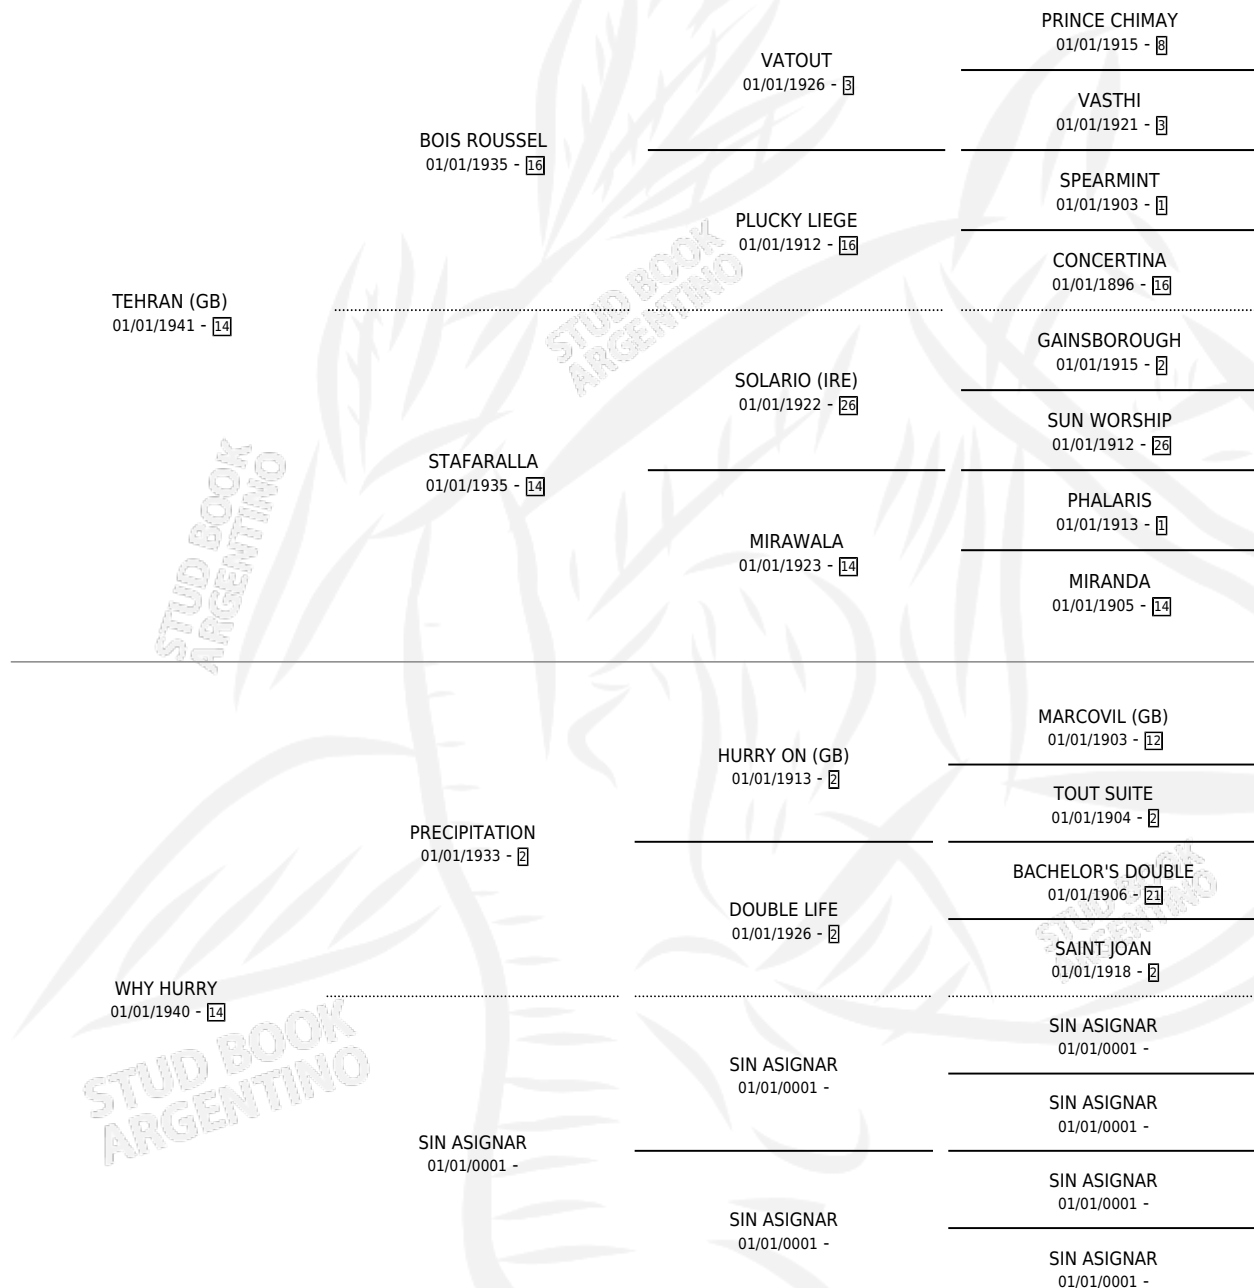 PRINCE CHIMAY
01/01/1915 - 8
VATOUT
01/01/1926 - 3
VASTHI
01/01/1921 - 3
BOIS ROUSSEL
01/01/1935 - 16
SPEARMINT
01/01/1903 - 1
PLUCKY LIEGE
01/01/1912 - 16
CONCERTINA
01/01/1896 - 16
TEHRAN (GB)
01/01/1941 - 14
GAINSBOROUGH
01/01/1915 - 2
SOLARIO (IRE)
01/01/1922 - 26
SUN WORSHIP
01/01/1912 - 26
STAFARALLA
01/01/1935 - 14
PHALARIS
01/01/1913 - 1
MIRAWALA
01/01/1923 - 14
MIRANDA
01/01/1905 - 14
MARCOVIL (GB)
01/01/1903 - 12
HURRY ON (GB)
01/01/1913 - 2
TOUT SUITE
01/01/1904 - 2
PRECIPITATION
01/01/1933 - 2
BACHELOR'S DOUBLE
01/01/1906 - 21
DOUBLE LIFE
01/01/1926 - 2
SAINT JOAN
01/01/1918 - 2
WHY HURRY
01/01/1940 - 14
SIN ASIGNAR
01/01/0001 -
SIN ASIGNAR
01/01/0001 -
SIN ASIGNAR
01/01/0001 -
SIN ASIGNAR
01/01/0001 -
SIN ASIGNAR
01/01/0001 -
SIN ASIGNAR
01/01/0001 -
SIN ASIGNAR
01/01/0001 -
STUD BOOK
ARGENTINO
STUD BOOK
ARGENTINO
STUD BOOK
ARGENTINO
STUD BOOK
ARGENTINO